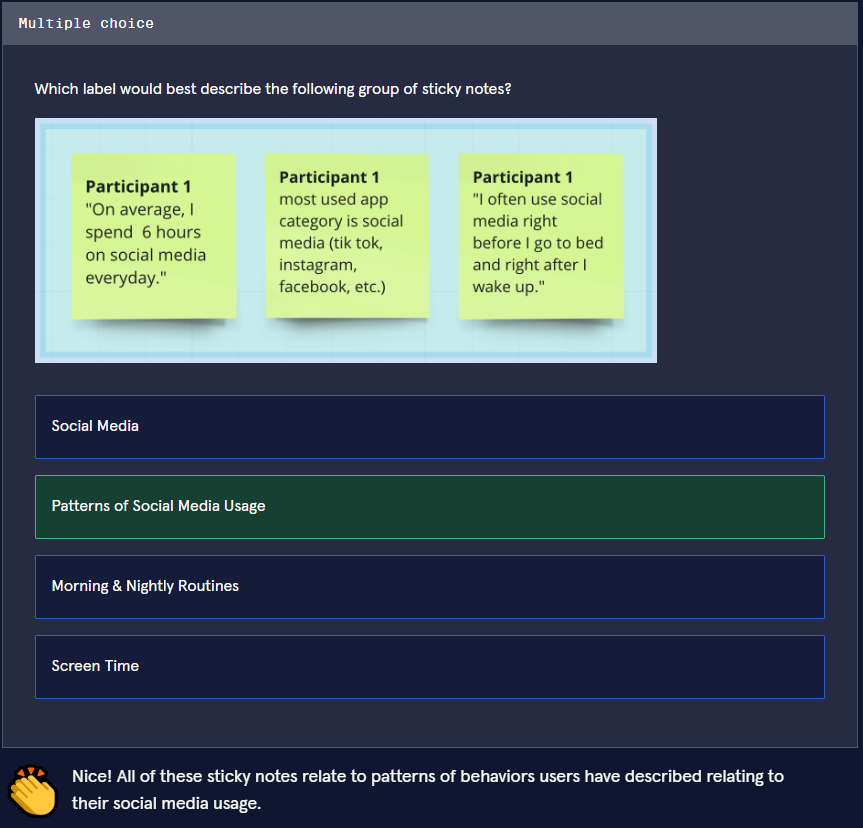 Multiple choice
Which label would best describe the following group of sticky notes?
Participant 1
"On average, I
spend 6 hours
on social media
everyday."
Participant 1
most used app
category is social
media (tik tok,
instagram,
facebook, etc.)
Participant 1
"I often use social
media right
before I go to bed
and right after I
wake up."
Social Media
Patterns of Social Media Usage
Morning & Nightly Routines
Screen Time
Nice! All of these sticky notes relate to patterns of behaviors users have described relating to
their social media usage.